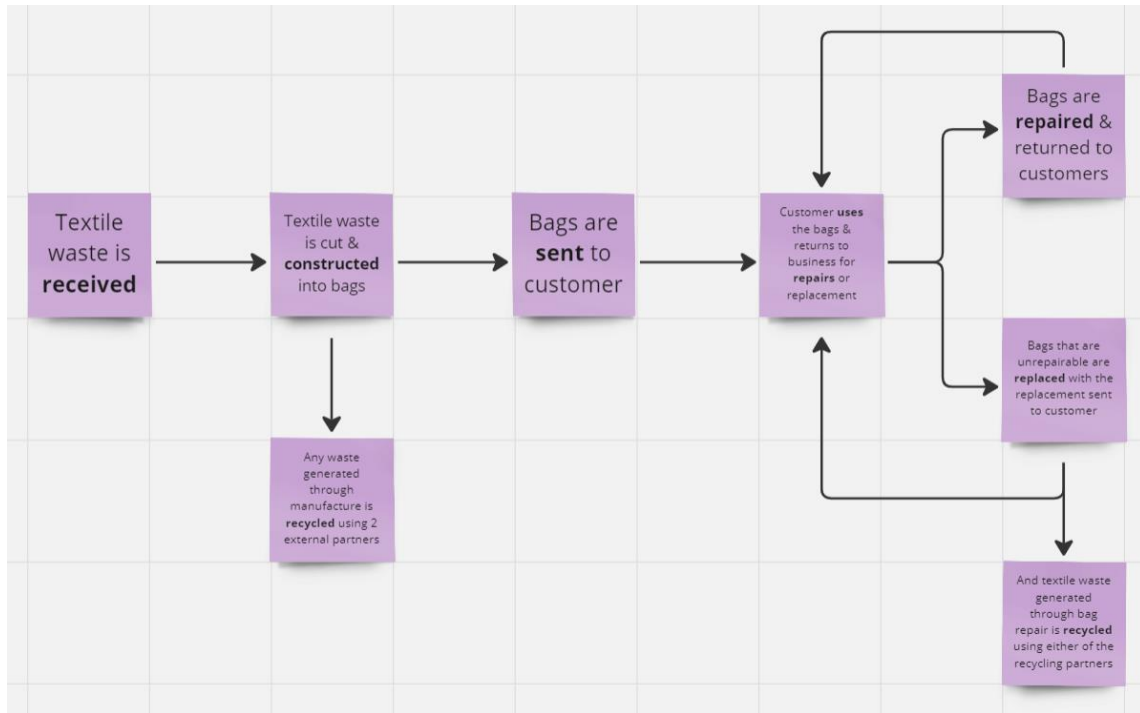 Textile
waste is
received
Textile waste
is cut &
constructed
into bags
Bags are
sent to
customer
Customer uses
the bags &
returns to
business for
repairs or
replacement
Bags are
repaired &
returned to
customers
Bags that are
unrepairable are
replaced with the
replacement sent
to customer
Any waste
generated
through
manufacture is
recycled using 2
external partners
And textile waste
generated
through bag
repair is recycled
using either of the
recycling partners